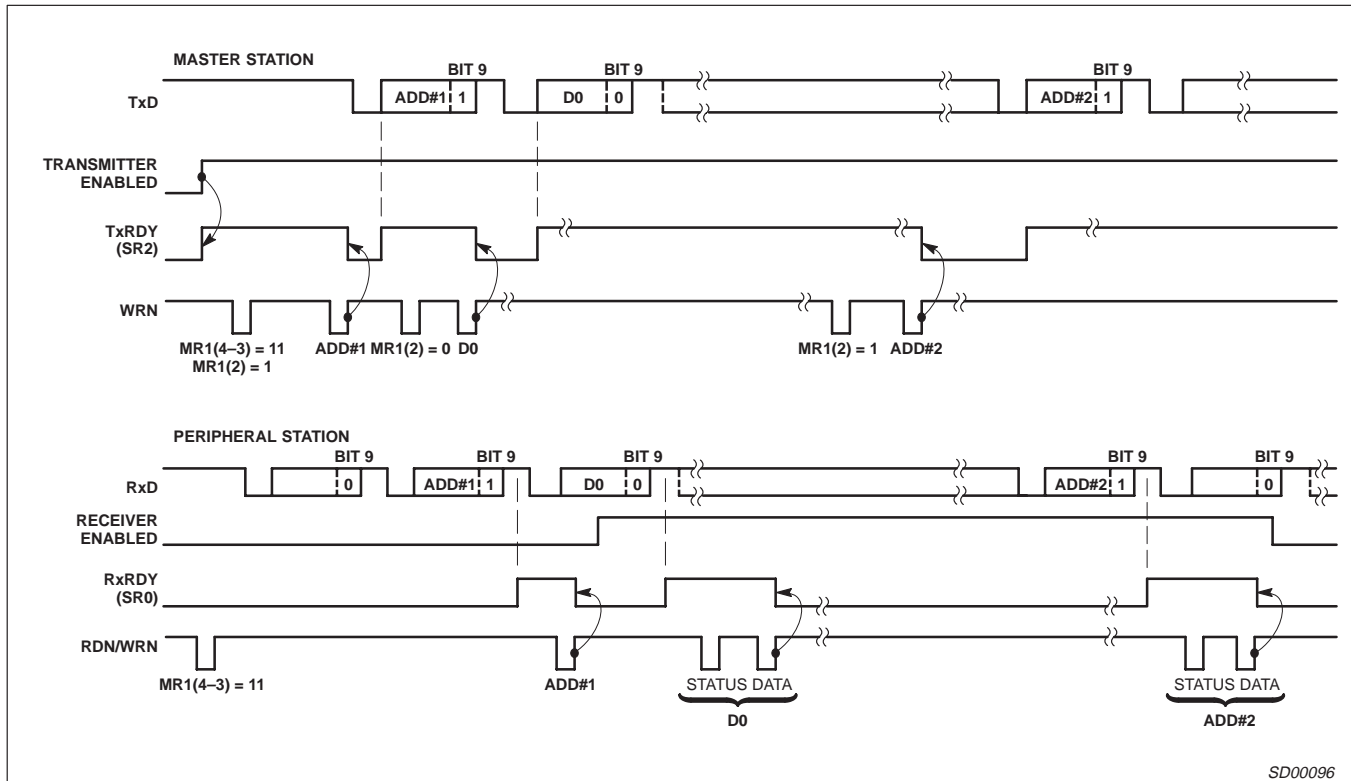 MASTER STATION
BIT 9 BIT 9 BIT 9
TxD ADD#1 1 D0 0 ADD#2 1
TRANSMITTER
ENABLED
TxRDY
(SR2)
WRN
MR1(4–3) = 11 ADD#1 MR1(2) = 0 D0 MR1(2) = 1 ADD#2
MR1(2) = 1
PERIPHERAL STATION
BIT 9 BIT 9 BIT 9 BIT 9 BIT 9
RxD 0 ADD#1 1 D0 0 ADD#2 1 0
RECEIVER
ENABLED
RxRDY
(SR0)
RDN/WRN
MR1(4–3) = 11 ADD#1 STATUS DATA STATUS DATA
D0 ADD#2
SD00096